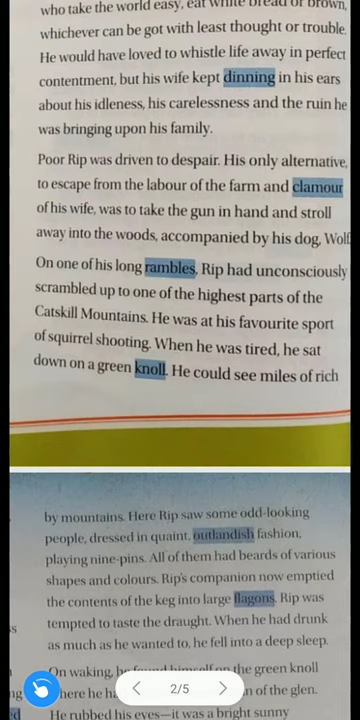 who take the world easy, eat white bread or brown,
whichever can be got with least thought or trouble.
He would have loved to whistle life away in perfect
contentment, but his wife kept dinning in his ears
about his idleness, his carelessness and the ruin he
was bringing upon his family.
Poor Rip was driven to despair. His only alternative,
to escape from the labour of the farm and clamour
of his wife, was to take the gun in hand and stroll
away into the woods, accompanied by his dog, Wolf.
On one of his long rambles, Rip had unconsciously
scrambled up to one of the highest parts of the
Catskill Mountains. He was at his favourite sport
of squirrel shooting. When he was tired, he sat
down on a green knoll. He could see miles of rich
by mountains. Here Rip saw some odd-looking
people, dressed in quaint, outlandish fashion,
playing nine-pins. All of them had beards of various
shapes and colours. Rip's companion now emptied
the contents of the keg into large flagons. Rip was
s
tempted to taste the draught. When he had drunk
as much as he wanted to, he fell into a deep sleep.
On waking, he found himself on the green knoll
ng
2/5
n of the glen.
d
He rubbed his eyes—it was a bright sunny